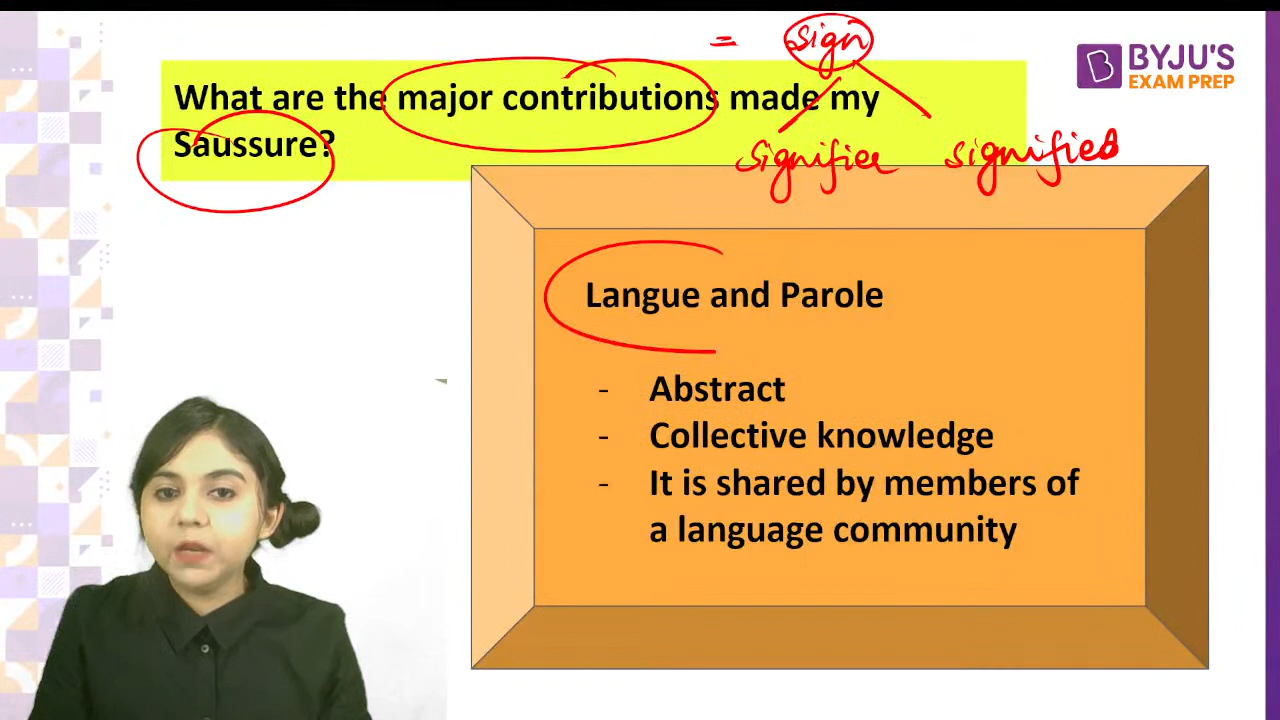 = sign
BYJU'S
EXAM PREP
What are the major contributions made my
Saussure?
signifier signified
Langue and Parole
- Abstract
- Collective knowledge
- It is shared by members of
a language community